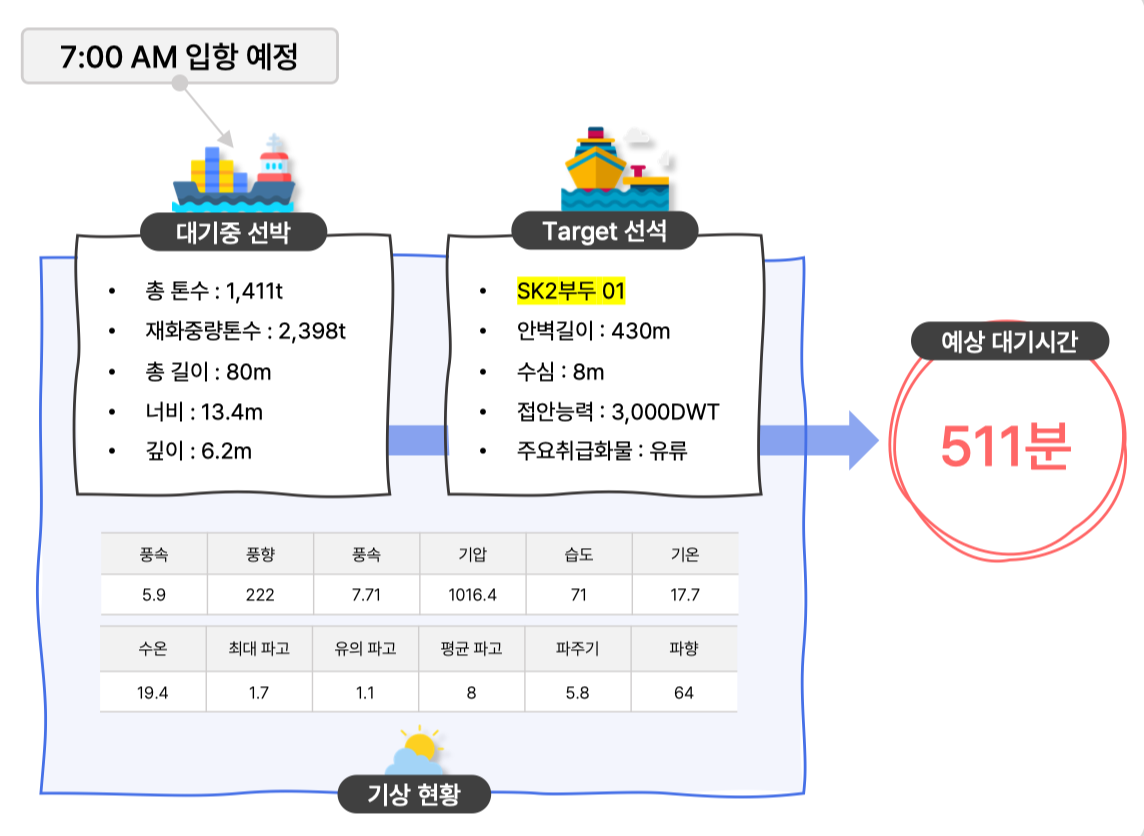 7:00 AM 입항 예정
대기중 선박
• 총 톤수 : 1,411t
• 재화중량톤수 : 2,398t
• 총 길이 : 80m
• 너비 : 13.4m
• 깊이 : 6.2m
Target 선석
• SK2부두 01
• 안벽길이 : 430m
• 수심 : 8m
• 접안능력 : 3,000DWT
• 주요취급화물 : 유류
예상 대기시간
511분
풍속 풍향 풍속 기압 습도 기온
5.9 222 7.71 1016.4 71 17.7
수온 최대 파고 유의 파고 평균 파고 파주기 파향
19.4 1.7 1.1 8 5.8 64
기상 현황